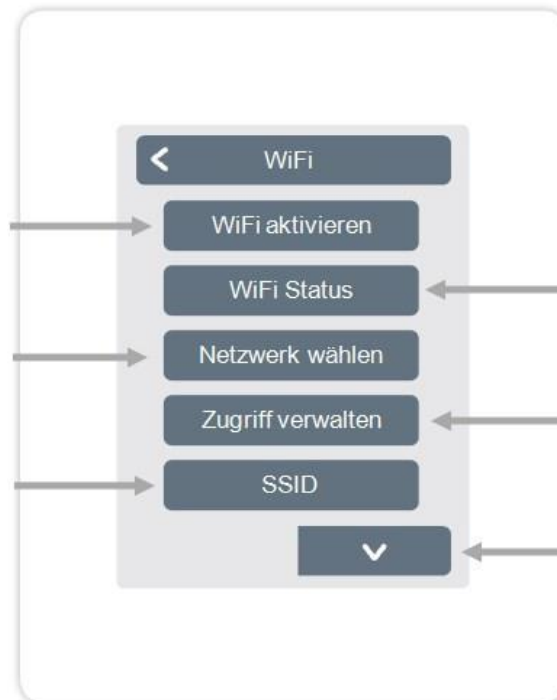 WiFi
WiFi aktivieren
WiFi Status
Netzwerk wählen
Zugriff verwalten
SSID